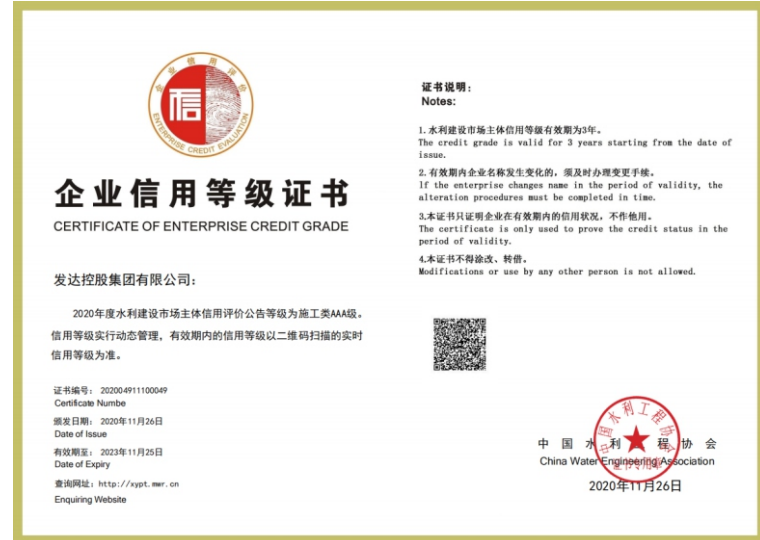 企业信用评价
信
ENTERPRISE CREDIT EVALUATION
企业信用等级证书
CERTIFICATE OF ENTERPRISE CREDIT GRADE
发达控股集团有限公司:
2020年度水利建设市场主体信用评价公告等级为施工类AAA级。
信用等级实行动态管理，有效期内的信用等级以二维码扫描的实时
信用等级为准。
证书编号: 202004911100049
Certificate Numbe
颁发日期: 2020年11月26日
Date of Issue
有效期至: 2023年11月25日
Date of Expiry
查询网址: http://xypt.mwr.cn
Enquiring Website
证书说明:
Notes:
1.水利建设市场主体信用等级有效期为3年。
The credit grade is valid for 3 years starting from the date of
issue.
2.有效期内企业名称发生变化的，须及时办理变更手续。
If the enterprise changes name in the period of validity, the
alteration procedures must be completed in time.
3.本证书只证明企业在有效期内的信用状况，不作他用。
The certificate is only used to prove the credit status in the
period of validity.
4.本证书不得涂改、转借。
Modifications or use by any other person is not allowed.
中国水利工程协会
China Water Engineering Association
2020年11月26日
中国水利工程协会
证书专用章